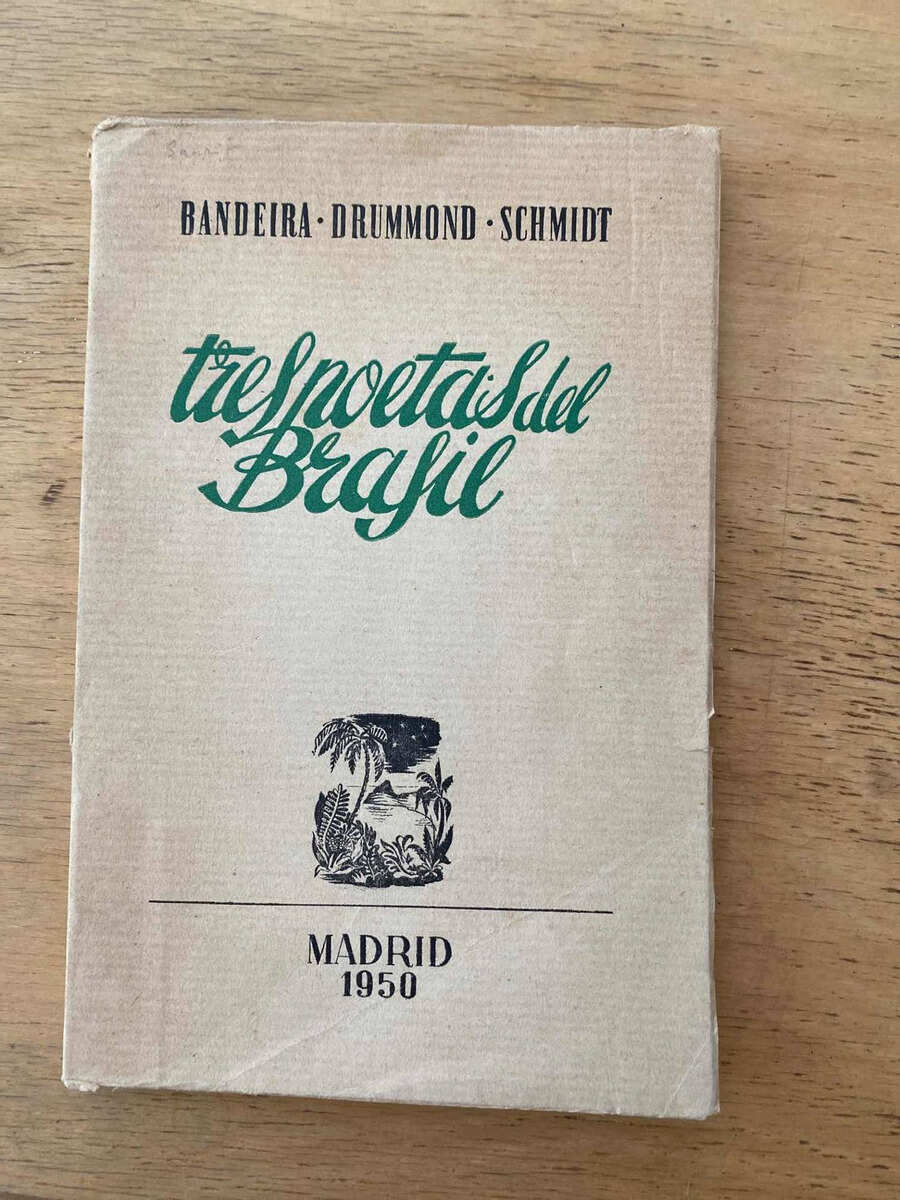 BANDEIRA · DRUMMOND · SCHMIDT
tres poetas del
Brasil
MADRID
1950